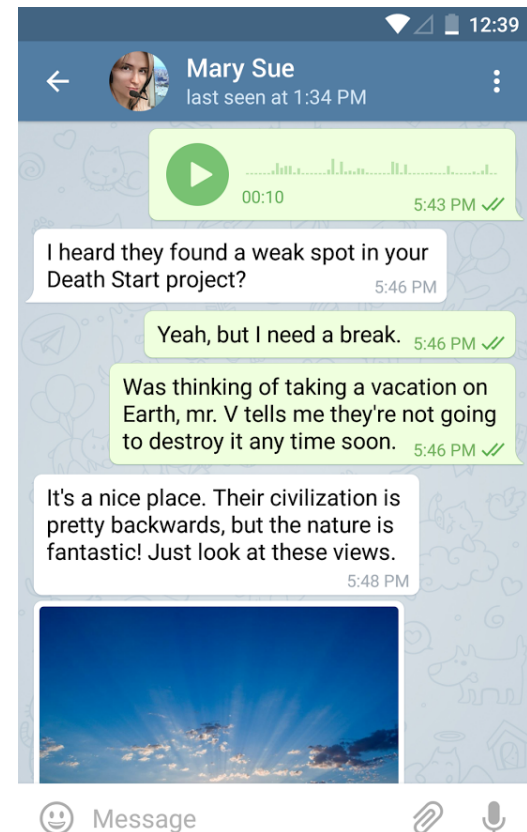 12:39
Mary Sue
last seen at 1:34 PM
00:10
5:43 PM
I heard they found a weak spot in your
Death Start project?
5:46 PM
Yeah, but I need a break.
5:46 PM
Was thinking of taking a vacation on
Earth, mr. V tells me they're not going
to destroy it any time soon.
5:46 PM
It's a nice place. Their civilization is
pretty backwards, but the nature is
fantastic! Just look at these views.
5:48 PM
Message